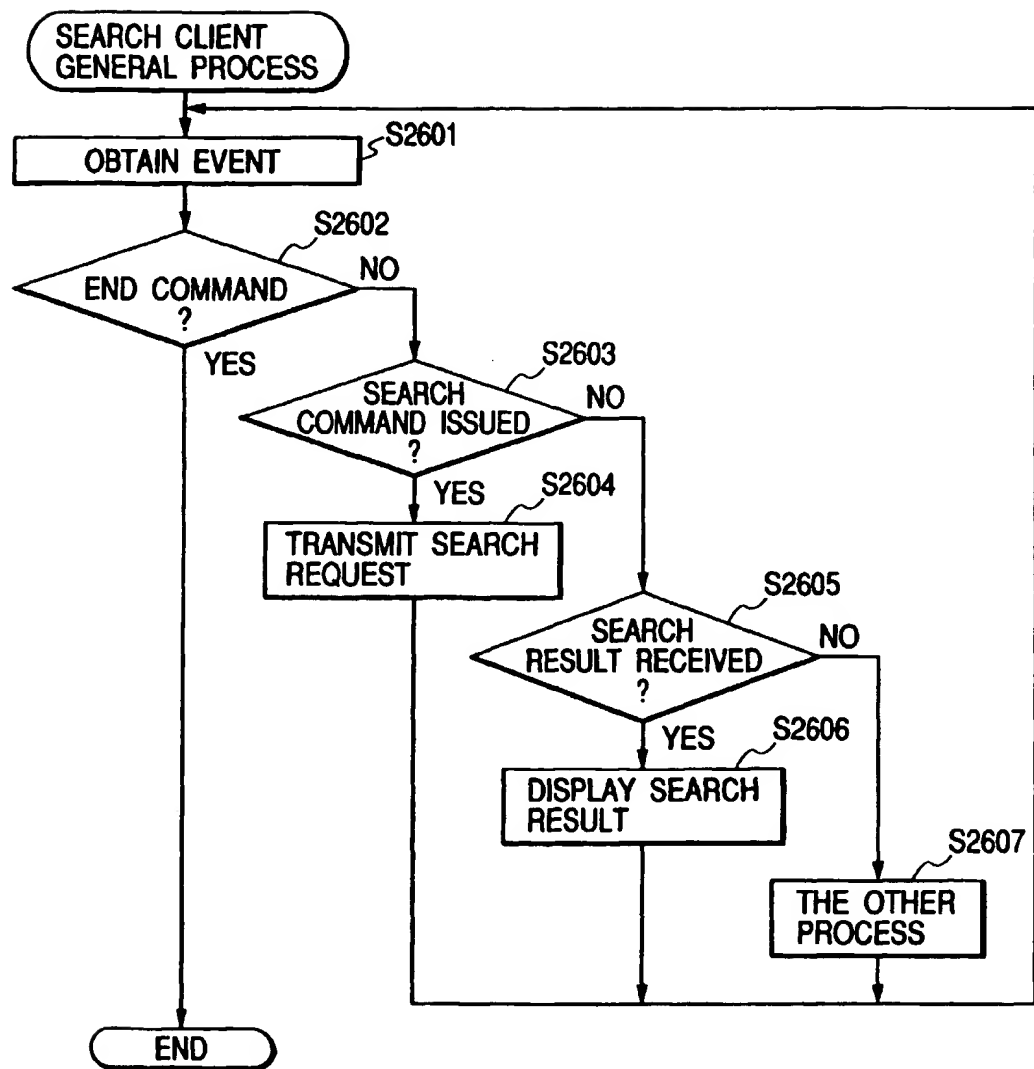 SEARCH CLIENT
GENERAL PROCESS
S2601
OBTAIN EVENT
S2602
END COMMAND
?
NO
YES
S2603
SEARCH
COMMAND ISSUED
?
NO
YES
S2604
TRANSMIT SEARCH
REQUEST
S2605
SEARCH
RESULT RECEIVED
?
NO
YES
S2606
DISPLAY SEARCH
RESULT
S2607
THE OTHER
PROCESS
END